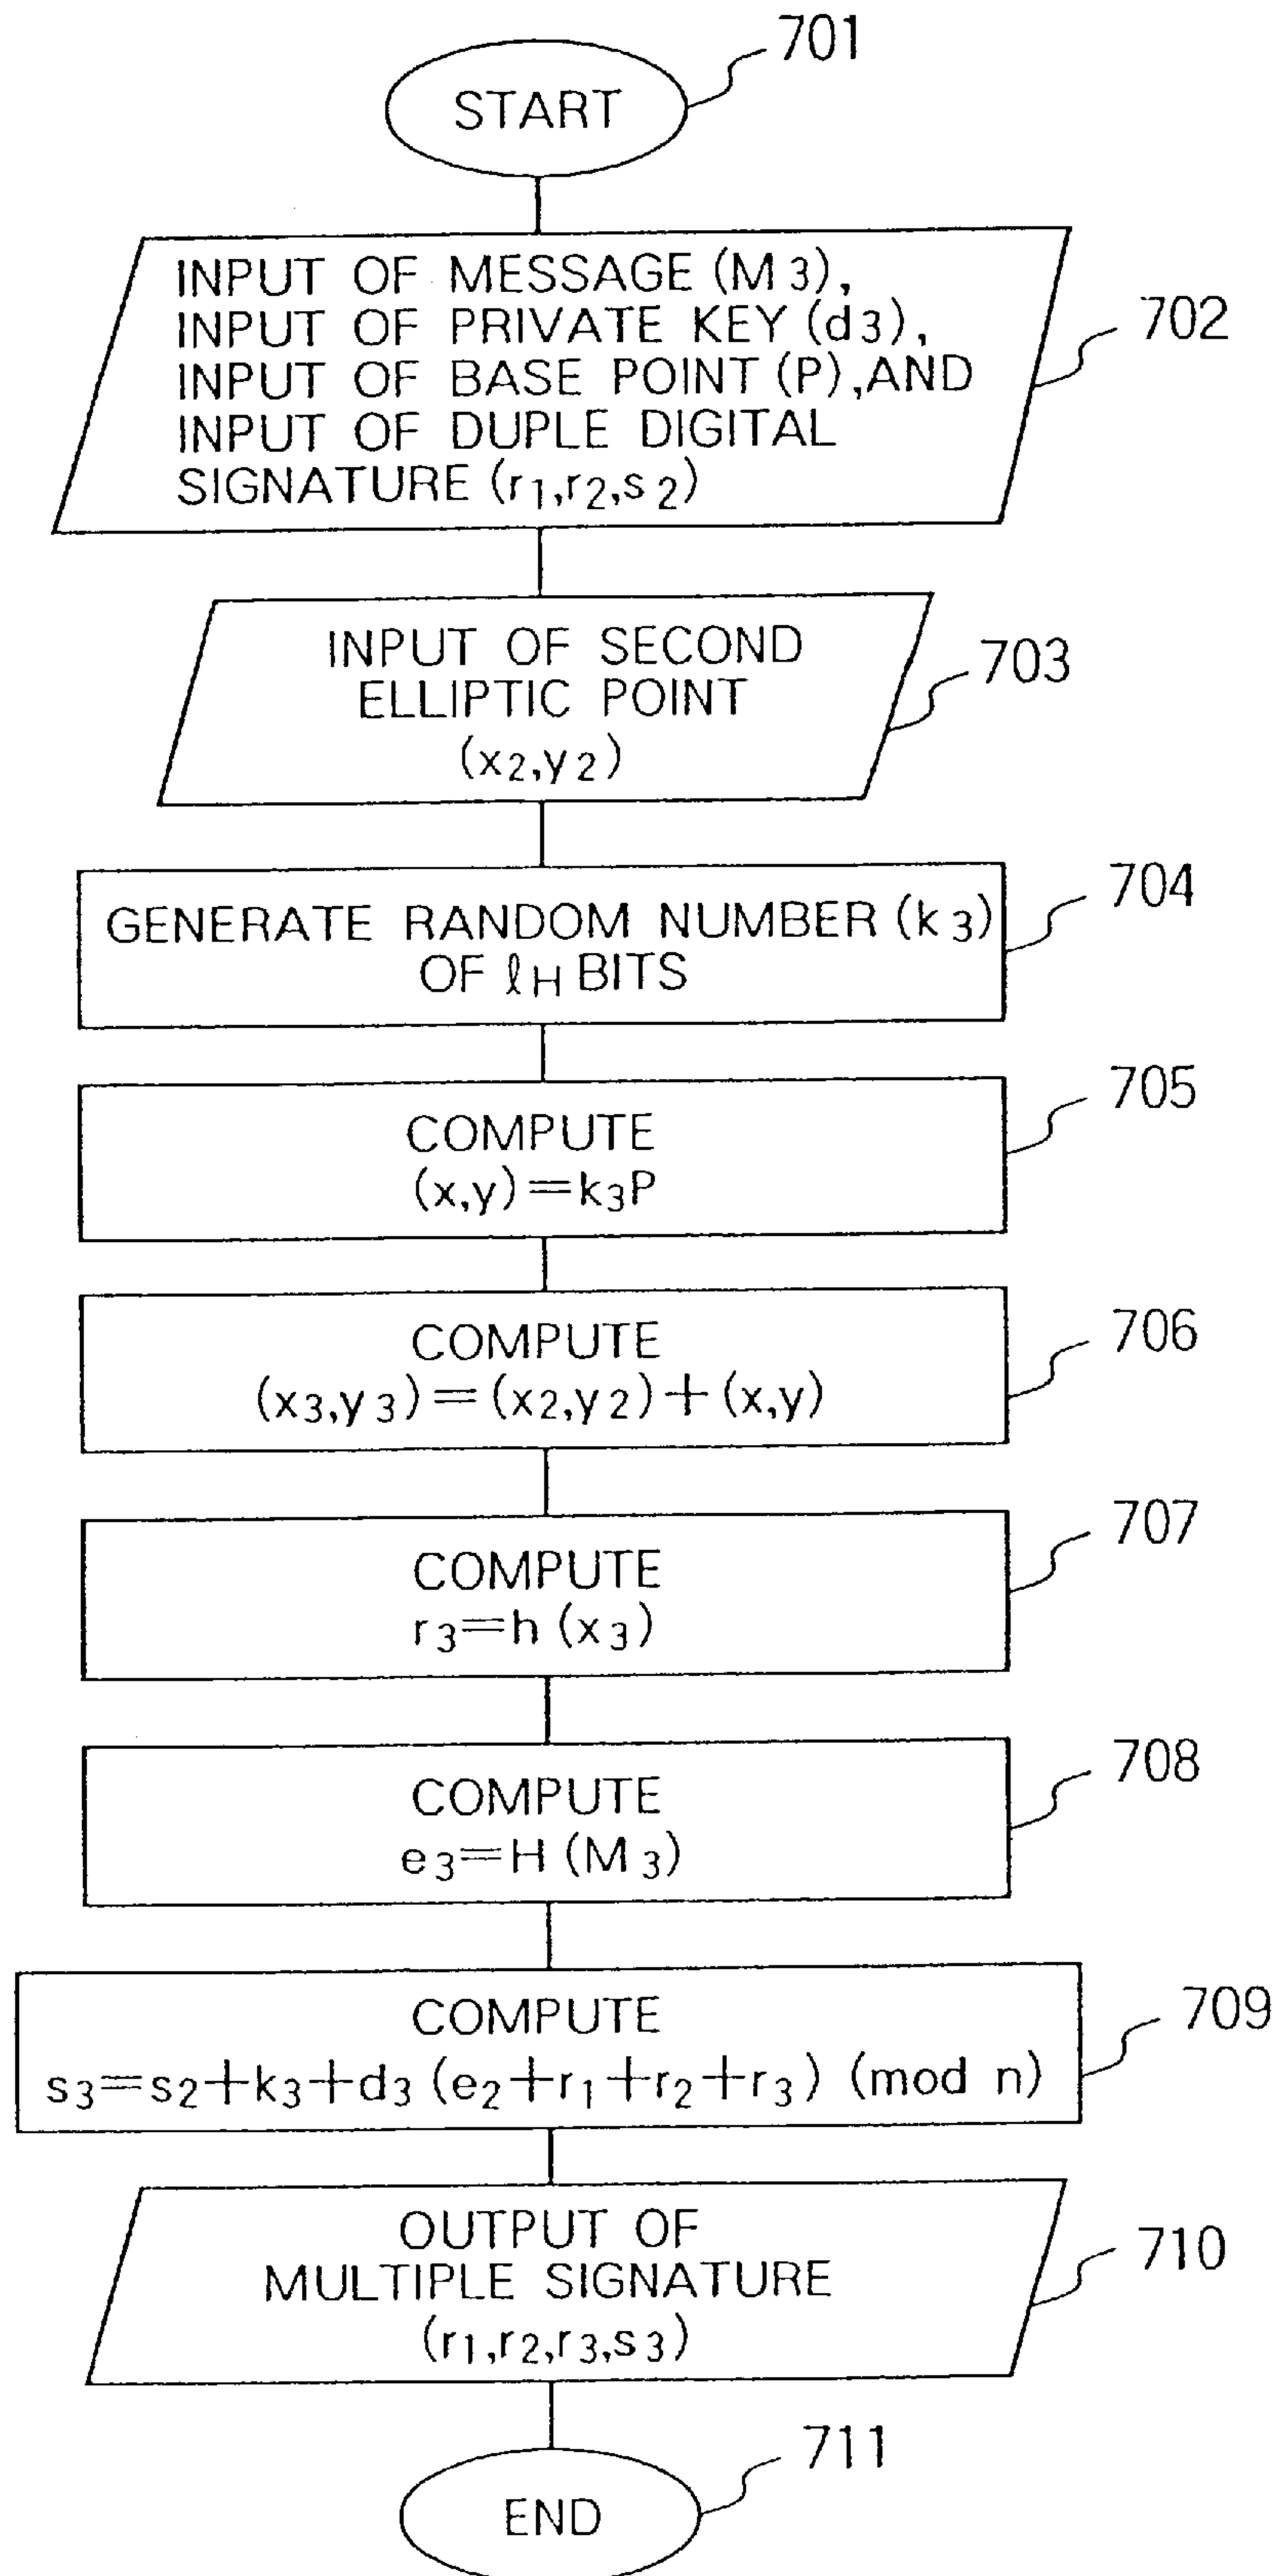 701
START
INPUT OF MESSAGE (M3),
INPUT OF PRIVATE KEY (d3),
INPUT OF BASE POINT (P),AND
INPUT OF DUPLE DIGITAL
SIGNATURE (r1,r2,s2)
702
INPUT OF SECOND
ELLIPTIC POINT
(x2,y2)
703
GENERATE RANDOM NUMBER (k3)
OF ℓH BITS
704
COMPUTE
(x,y)=k3P
705
COMPUTE
(x3,y3)=(x2,y2)+(x,y)
706
COMPUTE
r3=h(x3)
707
COMPUTE
e3=H(M3)
708
COMPUTE
s3=s2+k3+d3(e2+r1+r2+r3) (mod n)
709
OUTPUT OF
MULTIPLE SIGNATURE
(r1,r2,r3,s3)
710
END
711